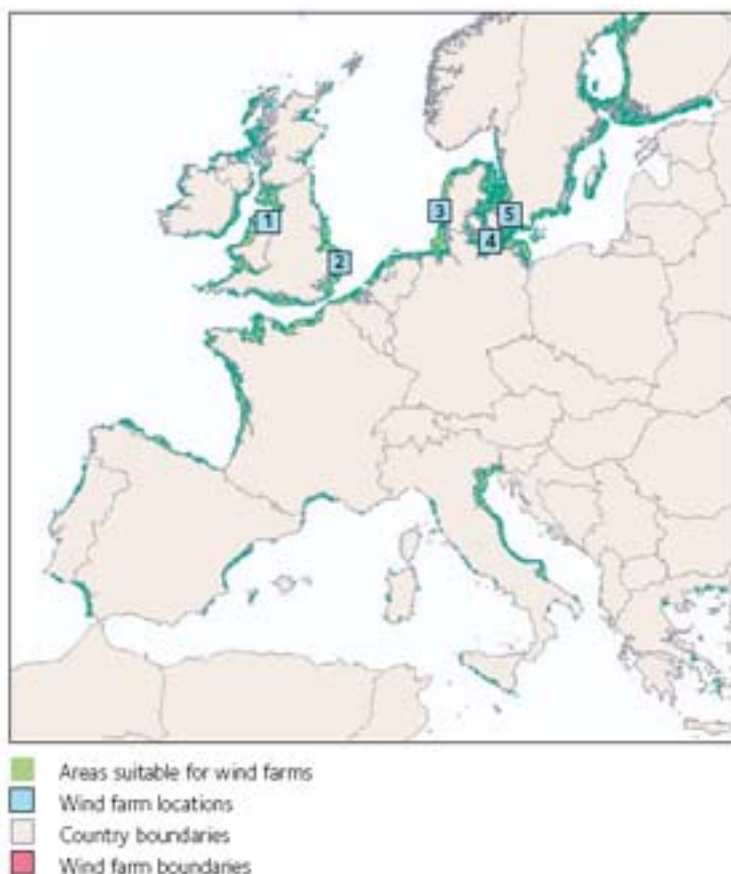 1
2
3
4
5
Areas suitable for wind farms
Wind farm locations
Country boundaries
Wind farm boundaries